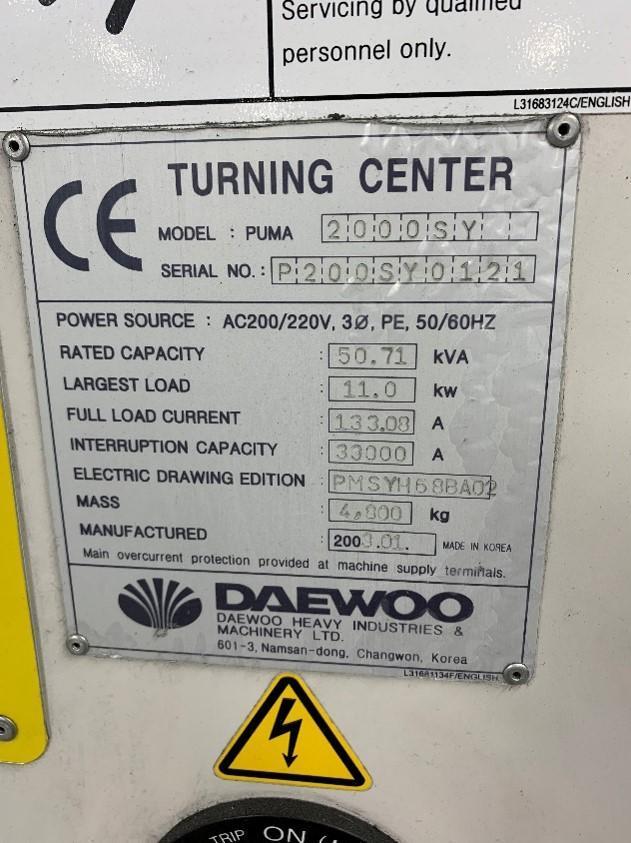 Servicing by qualified
personnel only.
L31683124C/ENGLISH
CE TURNING CENTER
MODEL : PUMA 2000SY
SERIAL NO. : P200SY0121
POWER SOURCE : AC200/220V, 3Ø, PE, 50/60HZ
RATED CAPACITY : 50.71 kVA
LARGEST LOAD : 11.0 kw
FULL LOAD CURRENT : 133.08 A
INTERRUPTION CAPACITY : 33000 A
ELECTRIC DRAWING EDITION : PMSYH68BA02
MASS : 4,800 kg
MANUFACTURED : 2003.01. MADE IN KOREA
Main overcurrent protection provided at machine supply terminals.
DAEWOO
DAEWOO HEAVY INDUSTRIES &
MACHINERY LTD.
601-3, Namsan-dong, Changwon, Korea
L31681134F/ENGLISH
TRIP ON